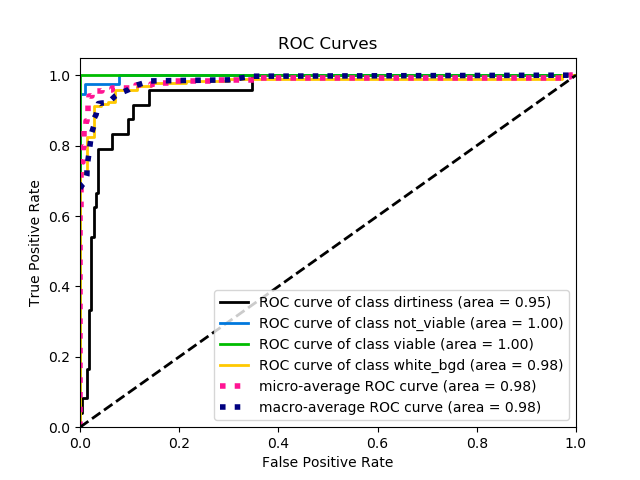 ROC Curves
1.0
0.8
0.6
0.4
0.2
0.0
True Positive Rate
ROC curve of class dirtiness (area = 0.95)
ROC curve of class not_viable (area = 1.00)
ROC curve of class viable (area = 1.00)
ROC curve of class white_bgd (area = 0.98)
micro-average ROC curve (area = 0.98)
macro-average ROC curve (area = 0.98)
0.0 0.2 0.4 0.6 0.8 1.0
False Positive Rate